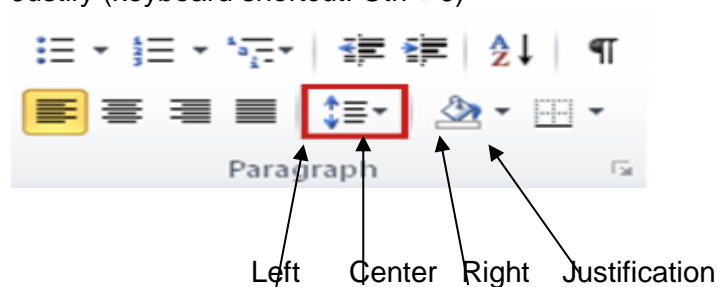 Justify (keyboard shortcut: Ctrl + J)
Paragraph
Left Center Right Justification